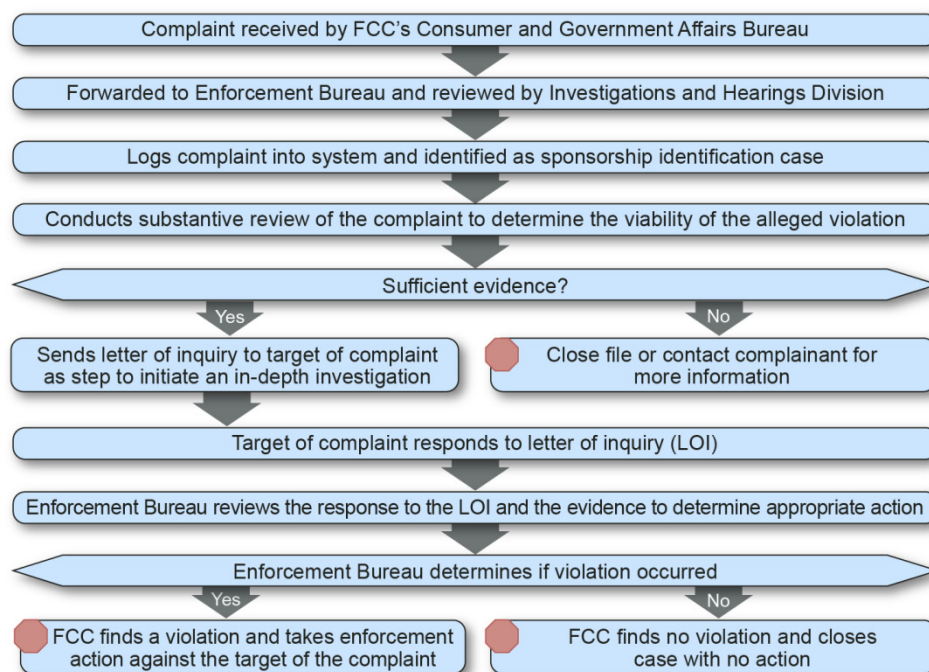 Complaint received by FCC's Consumer and Government Affairs Bureau
Forwarded to Enforcement Bureau and reviewed by Investigations and Hearings Division
Logs complaint into system and identified as sponsorship identification case
Conducts substantive review of the complaint to determine the viability of the alleged violation
Sufficient evidence?
Yes
No
Sends letter of inquiry to target of complaint
as step to initiate an in-depth investigation
Close file or contact complainant for
more information
Target of complaint responds to letter of inquiry (LOI)
Enforcement Bureau reviews the response to the LOI and the evidence to determine appropriate action
Enforcement Bureau determines if violation occurred
Yes
No
FCC finds a violation and takes enforcement
action against the target of the complaint
FCC finds no violation and closes
case with no action